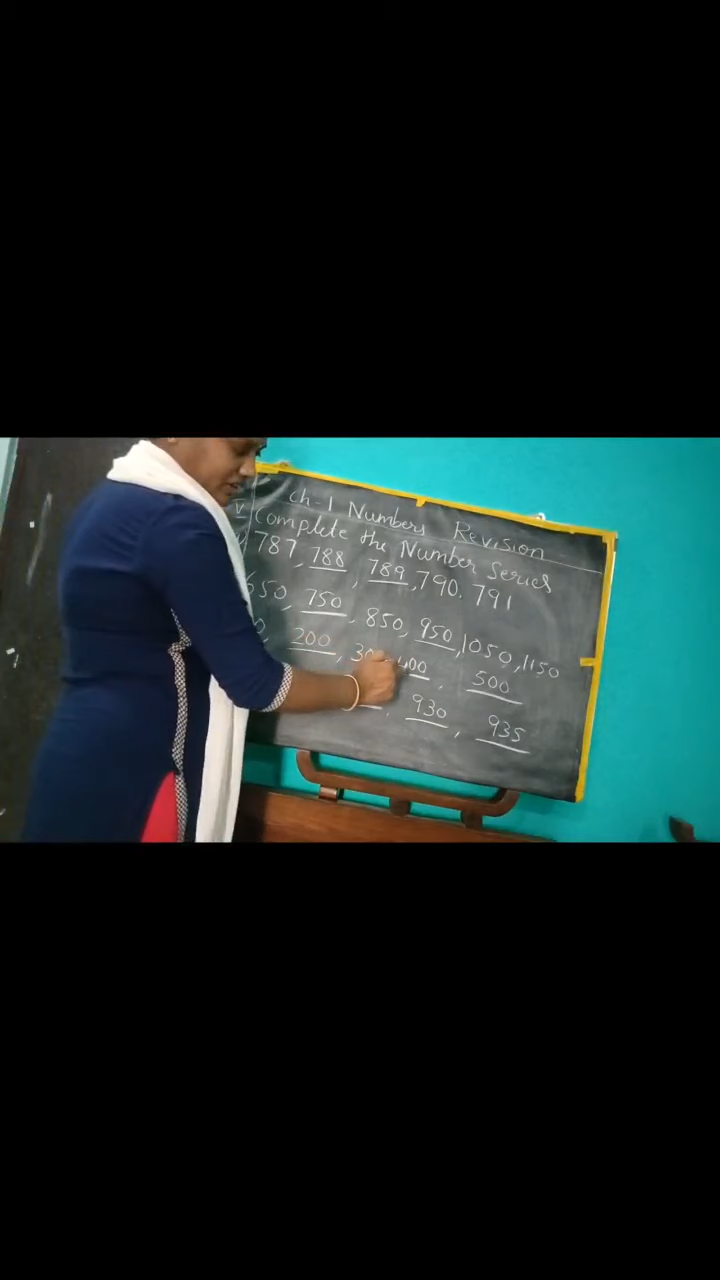 Ch-1 Numbers Revision
V Complete the Number Series
787, 788, 789, 790, 791
650, 750, 850, 950, 1050, 1150
200, 400, 500
930, 935